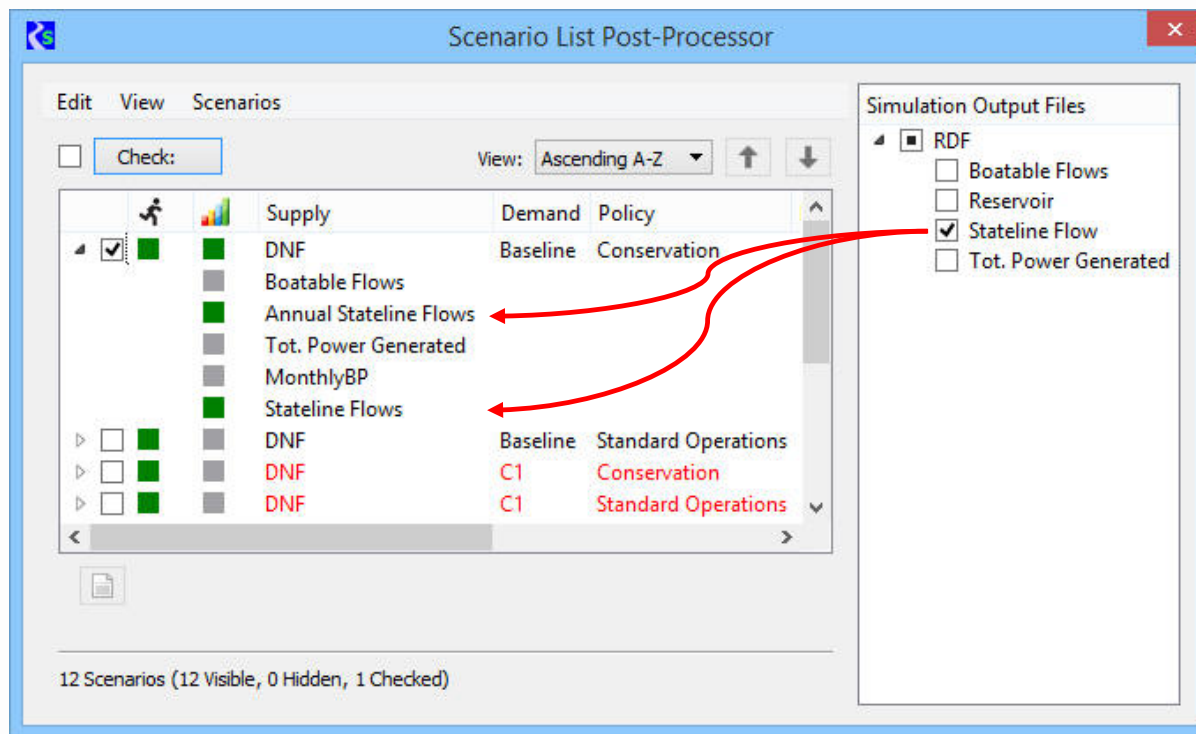 Scenario List Post-Processor
Edit View Scenarios
Check:
View: Ascending A-Z
Supply Demand Policy
DNF Baseline Conservation
Boatable Flows
Annual Stateline Flows
Tot. Power Generated
MonthlyBP
Stateline Flows
DNF Baseline Standard Operations
DNF C1 Conservation
DNF C1 Standard Operations
12 Scenarios (12 Visible, 0 Hidden, 1 Checked)
Simulation Output Files
RDF
Boatable Flows
Reservoir
Stateline Flow
Tot. Power Generated